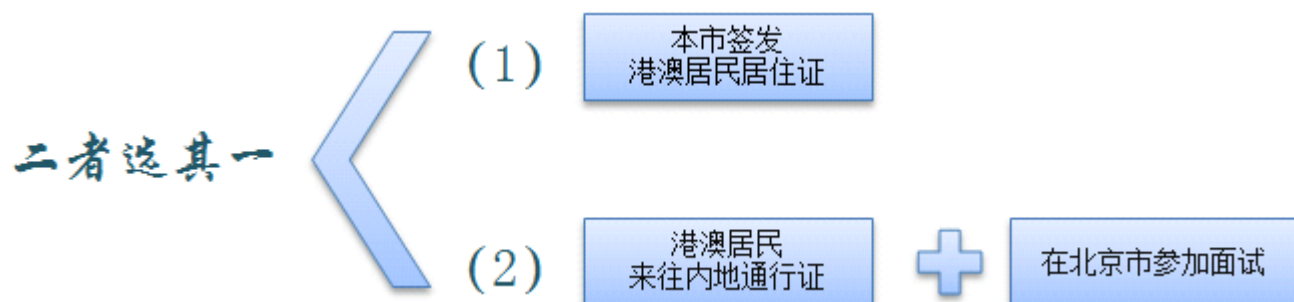 (1)
本市签发
港澳居民居住证
二者选其一
(2)
港澳居民
来往内地通行证
在北京市参加面试